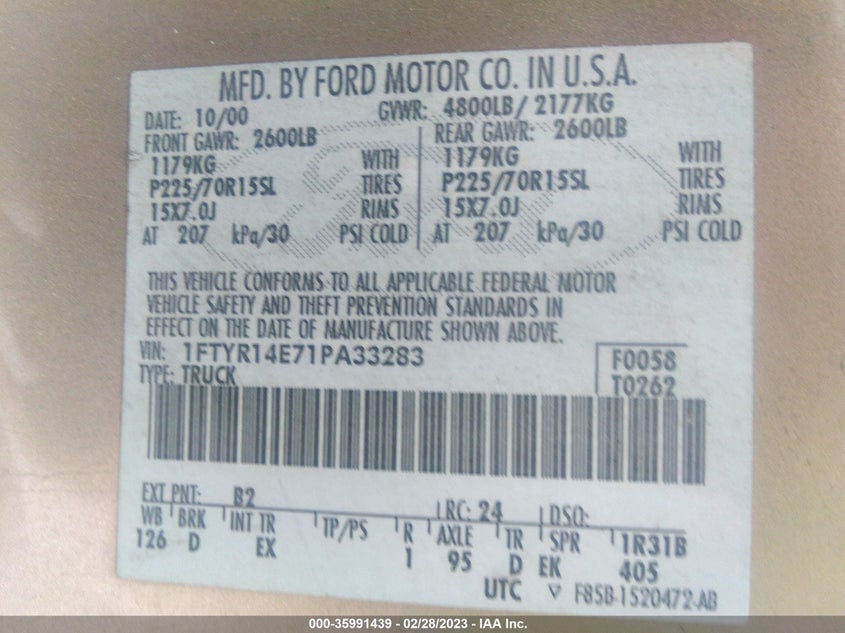 MFD. BY FORD MOTOR CO. IN U.S.A.
DATE: 10/00 GVWR: 4800LB/ 2177KG
FRONT GAWR: 2600LB REAR GAWR: 2600LB
1179KG WITH 1179KG WITH
P225/70R15SL TIRES P225/70R15SL TIRES
15X7.0J RIMS 15X7.0J RIMS
AT 207 kPa/30 PSI COLD AT 207 kPa/30 PSI COLD
THIS VEHICLE CONFORMS TO ALL APPLICABLE FEDERAL MOTOR
VEHICLE SAFETY AND THEFT PREVENTION STANDARDS IN
EFFECT ON THE DATE OF MANUFACTURE SHOWN ABOVE.
VIN: 1FTYR14E71PA33283 F0058
TYPE: TRUCK T0262
EXT PNT: B2 LRC: 24 DSO:
WB BRK INT TR TP/PS R AXLE TR SPR 1R31B
126 D EX 1 95 D EK 405
UTC ▽ F85B-1520472-AB
000-35991439 - 02/28/2023 - IAA Inc.